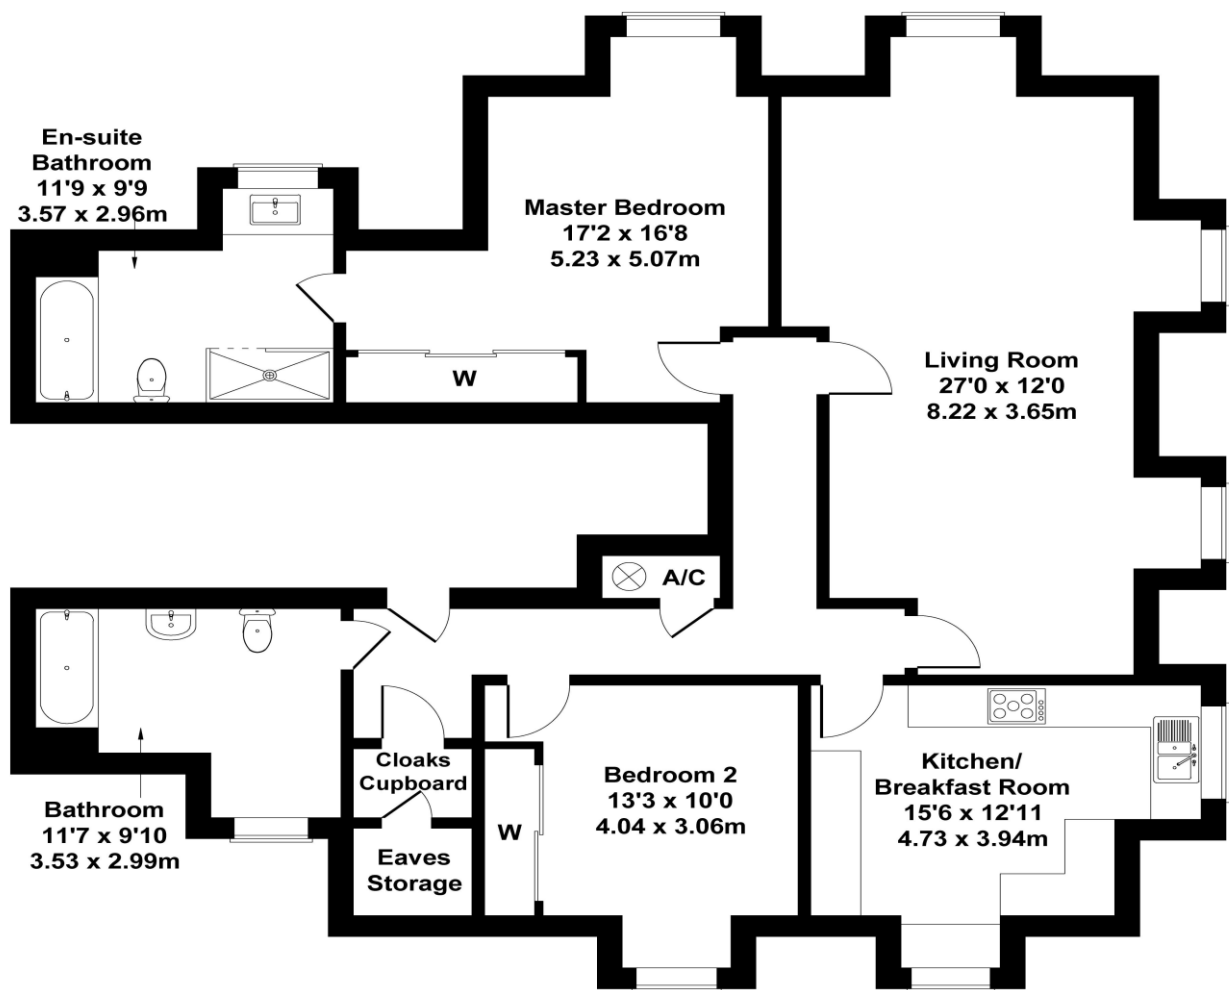 En-suite
Bathroom
11'9 x 9'9
3.57 x 2.96m
Master Bedroom
17'2 x 16'8
5.23 x 5.07m
W
Living Room
27'0 x 12'0
8.22 x 3.65m
A/C
Bathroom
11'7 x 9'10
3.53 x 2.99m
Cloaks
Cupboard
Eaves
Storage
W
Bedroom 2
13'3 x 10'0
4.04 x 3.06m
Kitchen/
Breakfast Room
15'6 x 12'11
4.73 x 3.94m